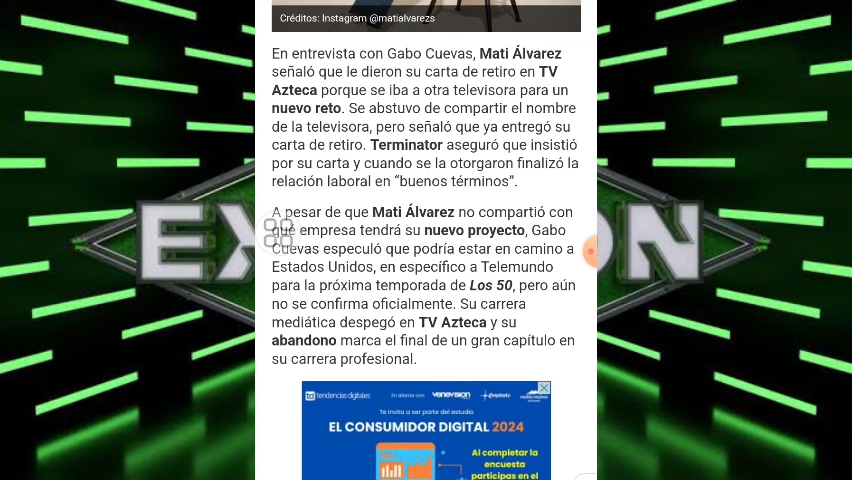 Créditos: Instagram @matialvarezs
En entrevista con Gabo Cuevas, Mati Álvarez
señaló que le dieron su carta de retiro en TV
Azteca porque se iba a otra televisora para un
nuevo reto. Se abstuvo de compartir el nombre
de la televisora, pero señaló que ya entregó su
carta de retiro. Terminator aseguró que insistió
por su carta y cuando se la otorgaron finalizó la
relación laboral en “buenos términos”.
A pesar de que Mati Álvarez no compartió con
qué empresa tendrá su nuevo proyecto, Gabo
Cuevas especuló que podría estar en camino a
Estados Unidos, en específico a Telemundo
para la próxima temporada de Los 50, pero aún
no se confirma oficialmente. Su carrera
mediática despegó en TV Azteca y su
abandono marca el final de un gran capítulo en
su carrera profesional.
EX
ON
td tendencias digitales En alianza con: venevision Empléate
Te invita a ser parte del estudio
EL CONSUMIDOR DIGITAL 2024
Al completar la
encuesta
participas en el